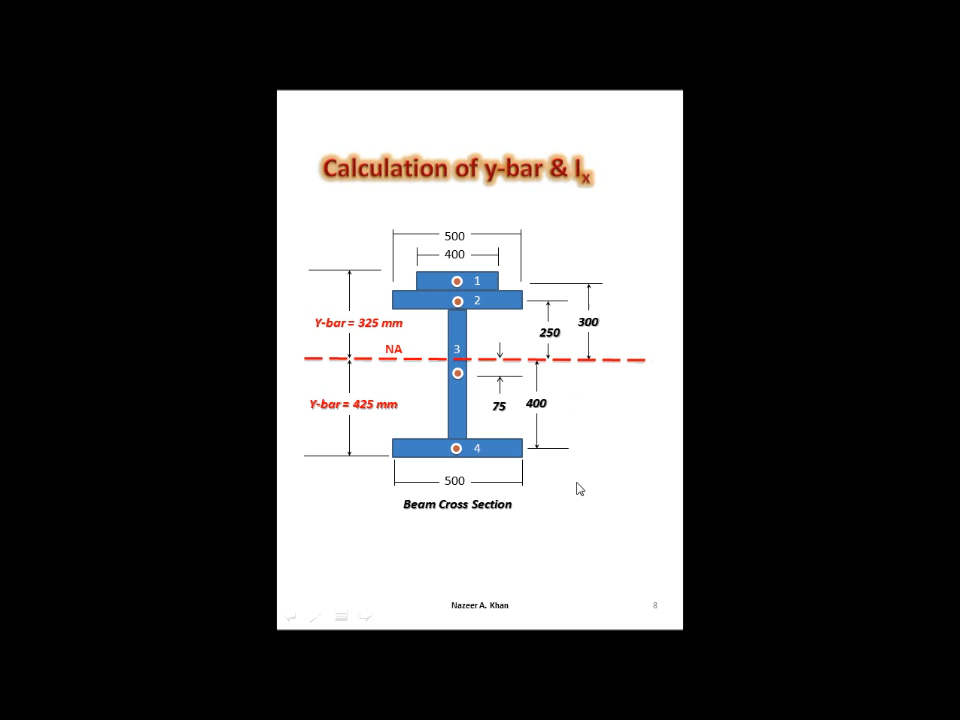 Calculation of y-bar & Ix
500
400
1
2
Y-bar = 325 mm
250
300
NA
3
Y-bar = 425 mm
75
400
4
500
Beam Cross Section
Nazeer A. Khan
8